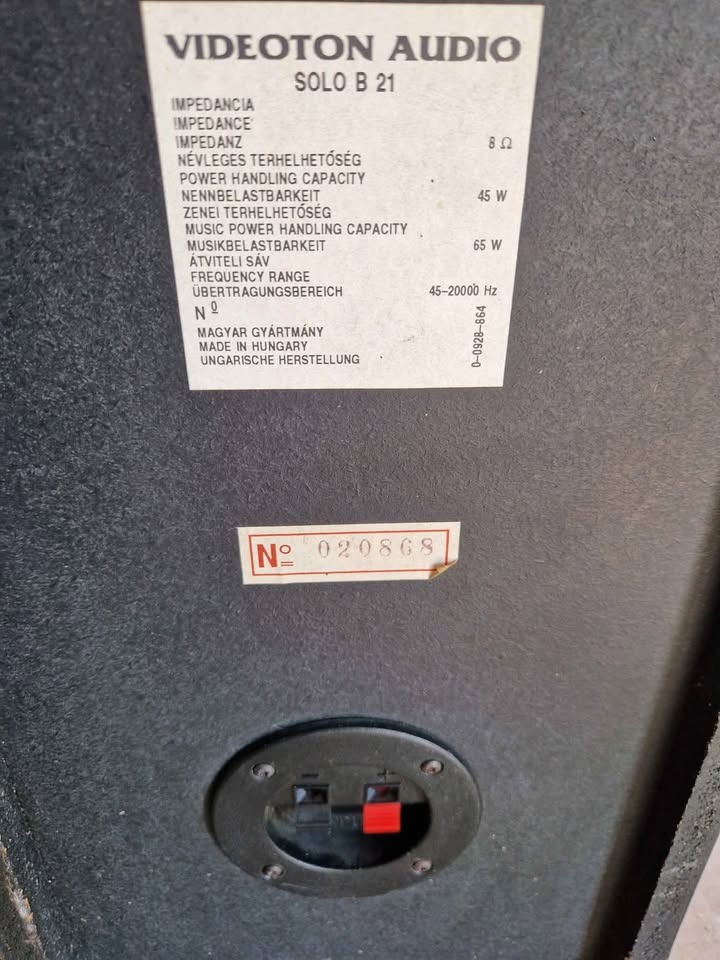 VIDEOTON AUDIO
SOLO B 21
IMPEDANCIA
IMPEDANCE
IMPEDANZ 8 Ω
NÉVLEGES TERHELHETŐSÉG
POWER HANDLING CAPACITY
NENNBELASTBARKEIT 45 W
ZENEI TERHELHETŐSÉG
MUSIC POWER HANDLING CAPACITY
MUSIKBELASTBARKEIT 65 W
ÁTVITELI SÁV
FREQUENCY RANGE
ÜBERTRAGUNGSBEREICH 45–20000 Hz
Nº
MAGYAR GYÁRTMÁNY
MADE IN HUNGARY
UNGARISCHE HERSTELLUNG
0-0928-864
Nº 020868
− +